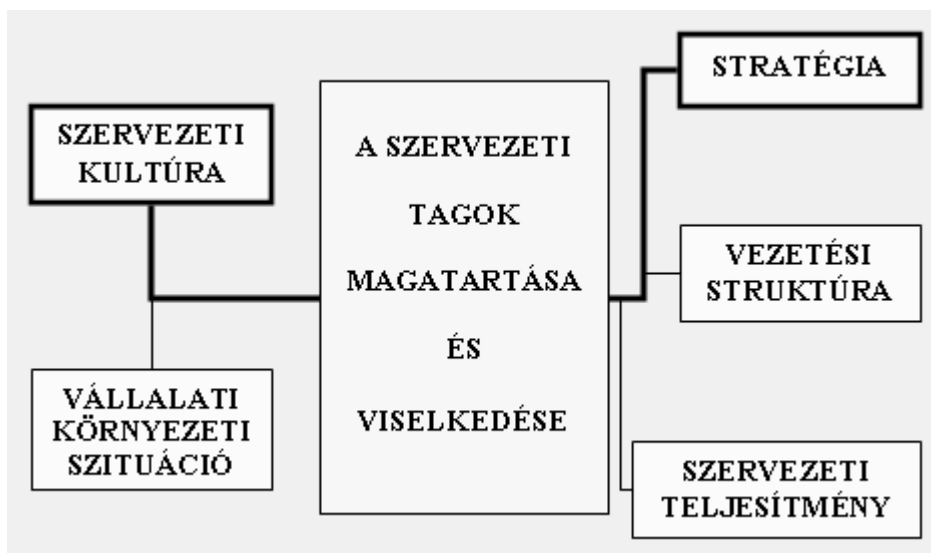 SZERVEZETI
KULTÚRA
VÁLLALATI
KÖRNYEZETI
SZITUÁCIÓ
A SZERVEZETI
TAGOK
MAGATARTÁSA
ÉS
VISELKEDÉSE
STRATÉGIA
VEZETÉSI
STRUKTÚRA
SZERVEZETI
TELJESÍTMÉNY